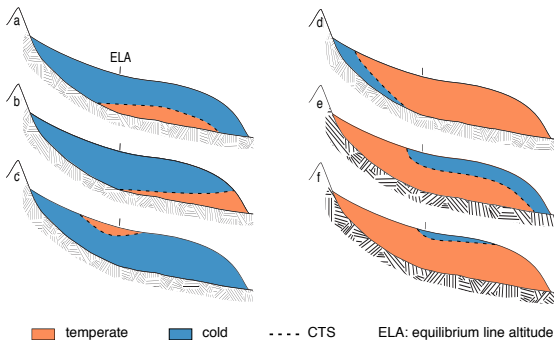 a
ELA
b
c
d
e
f
temperate
cold
CTS
ELA: equilibrium line altitude